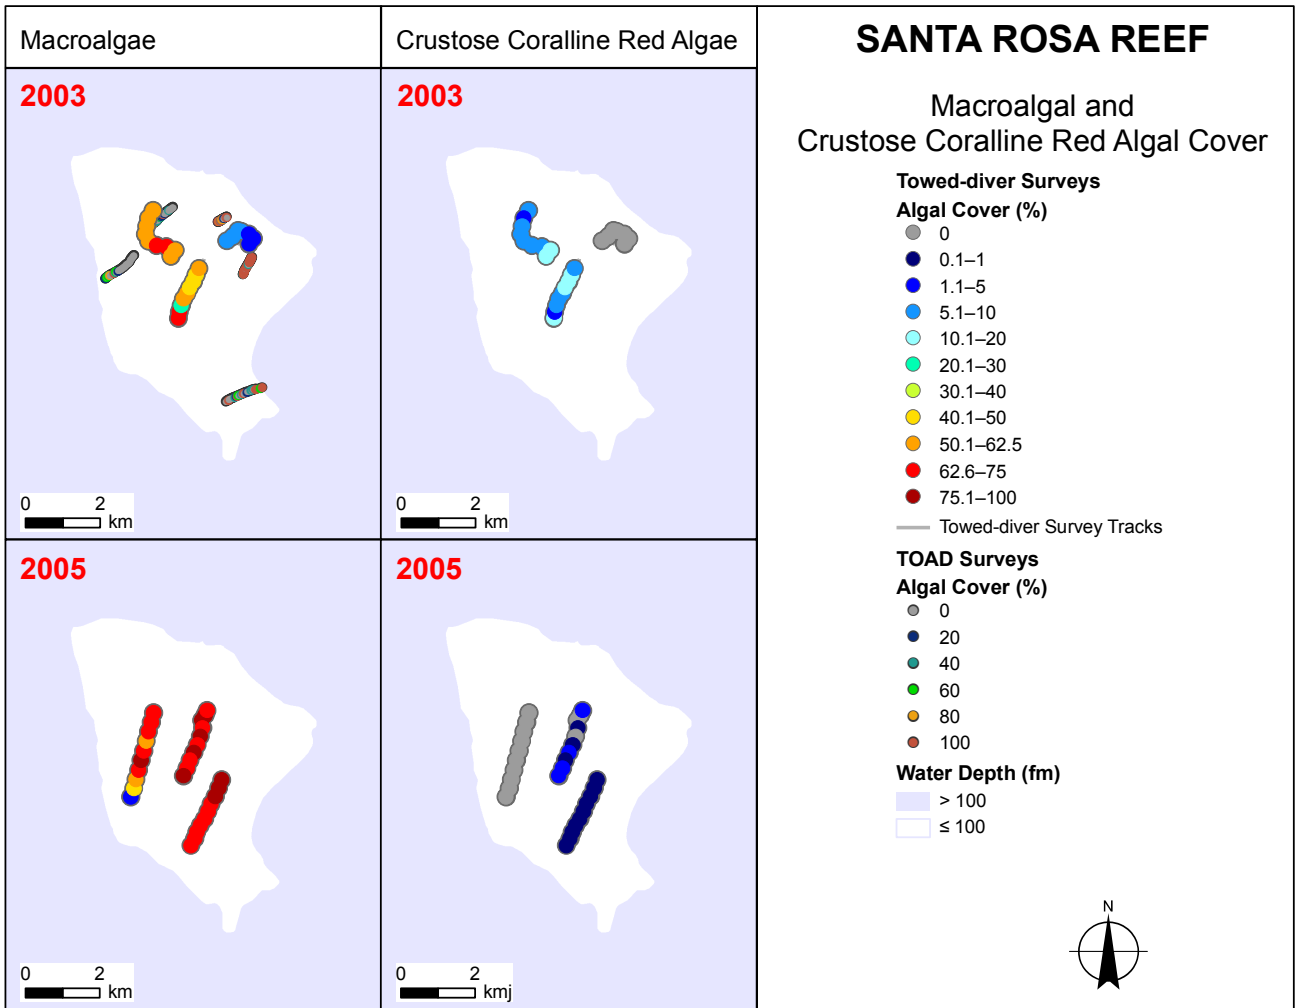 Macroalgae
Crustose Coralline Red Algae
2003
0 2
km
2003
0 2
km
2005
0 2
km
2005
0 2
kmj
SANTA ROSA REEF
Macroalgal and
Crustose Coralline Red Algal Cover
Towed-diver Surveys
Algal Cover (%)
0
0.1–1
1.1–5
5.1–10
10.1–20
20.1–30
30.1–40
40.1–50
50.1–62.5
62.6–75
75.1–100
Towed-diver Survey Tracks
TOAD Surveys
Algal Cover (%)
0
20
40
60
80
100
Water Depth (fm)
> 100
≤ 100
N